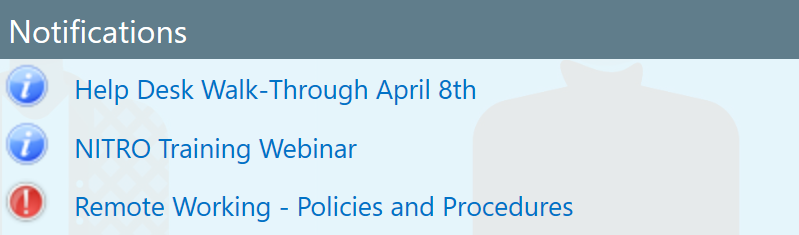 Notifications
Help Desk Walk-Through April 8th
NITRO Training Webinar
Remote Working - Policies and Procedures